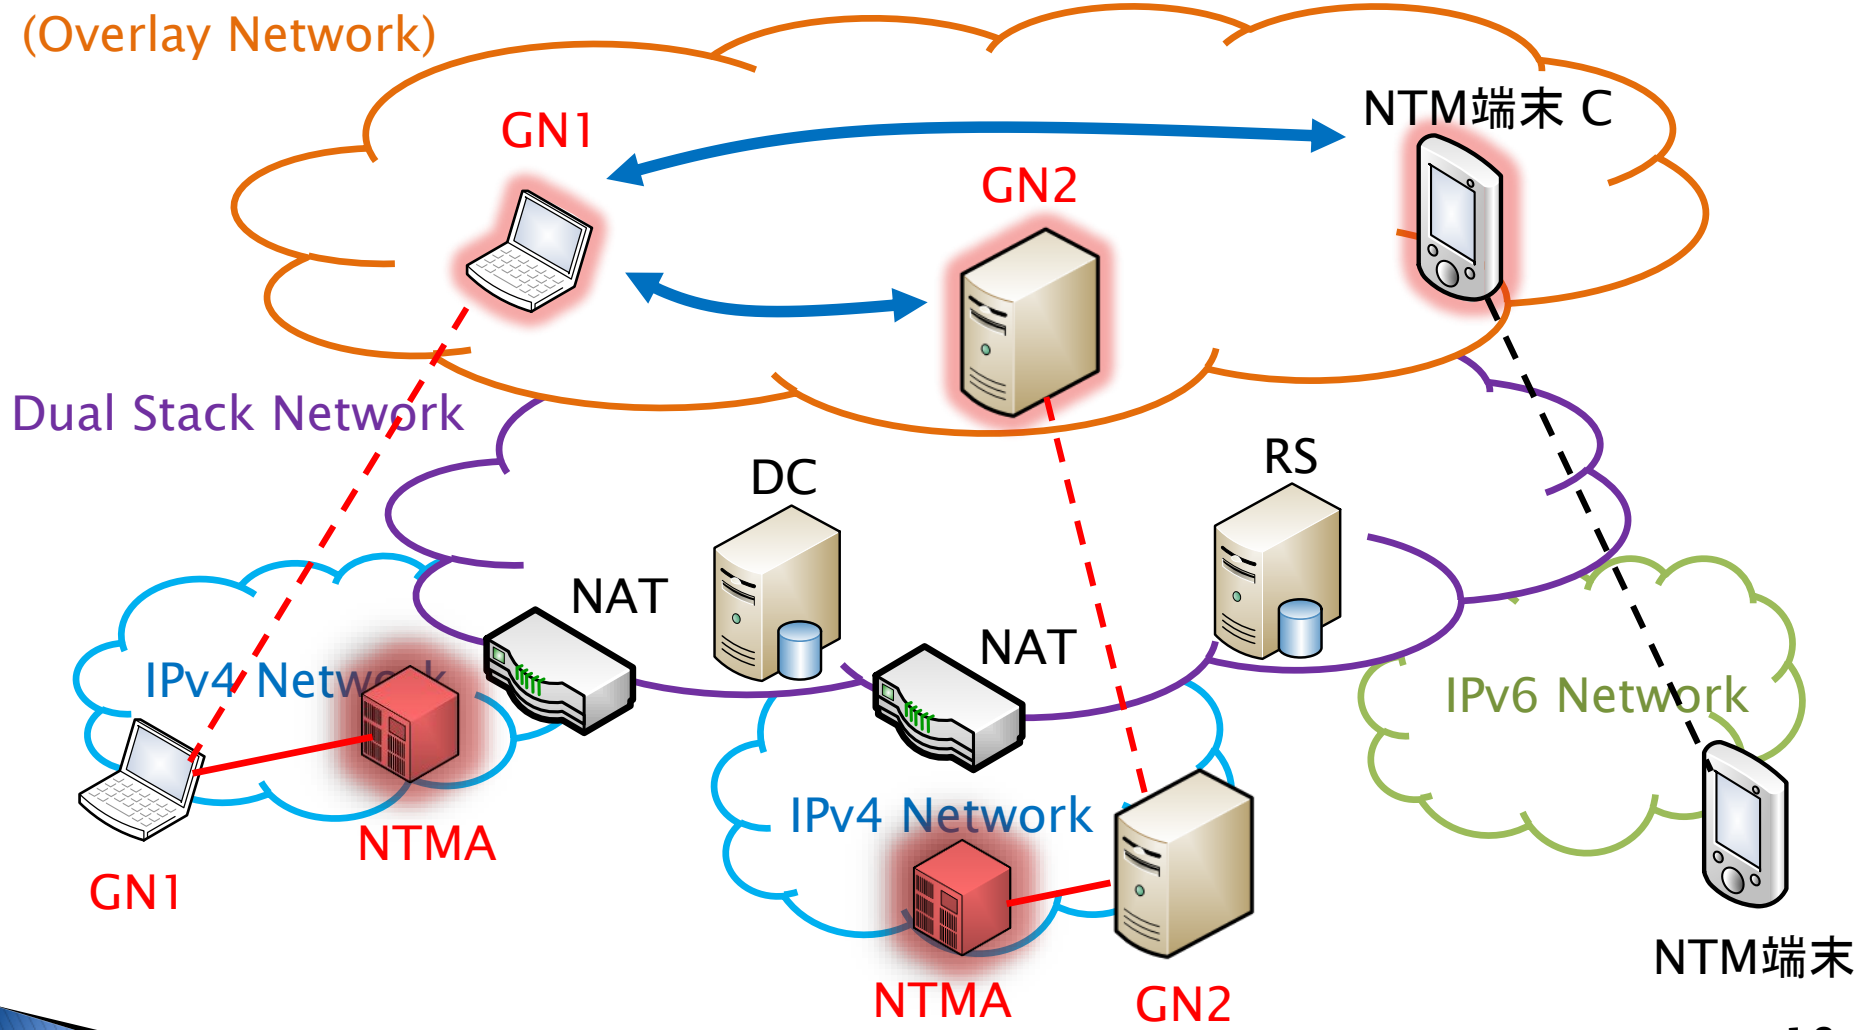 (Overlay Network)
NTM端末 C
GN1
GN2
Dual Stack Network
RS
DC
NAT
NAT
IPv4 Network
IPv6 Network
IPv4 Network
NTMA
GN1
NTM端末
NTMA
GN2